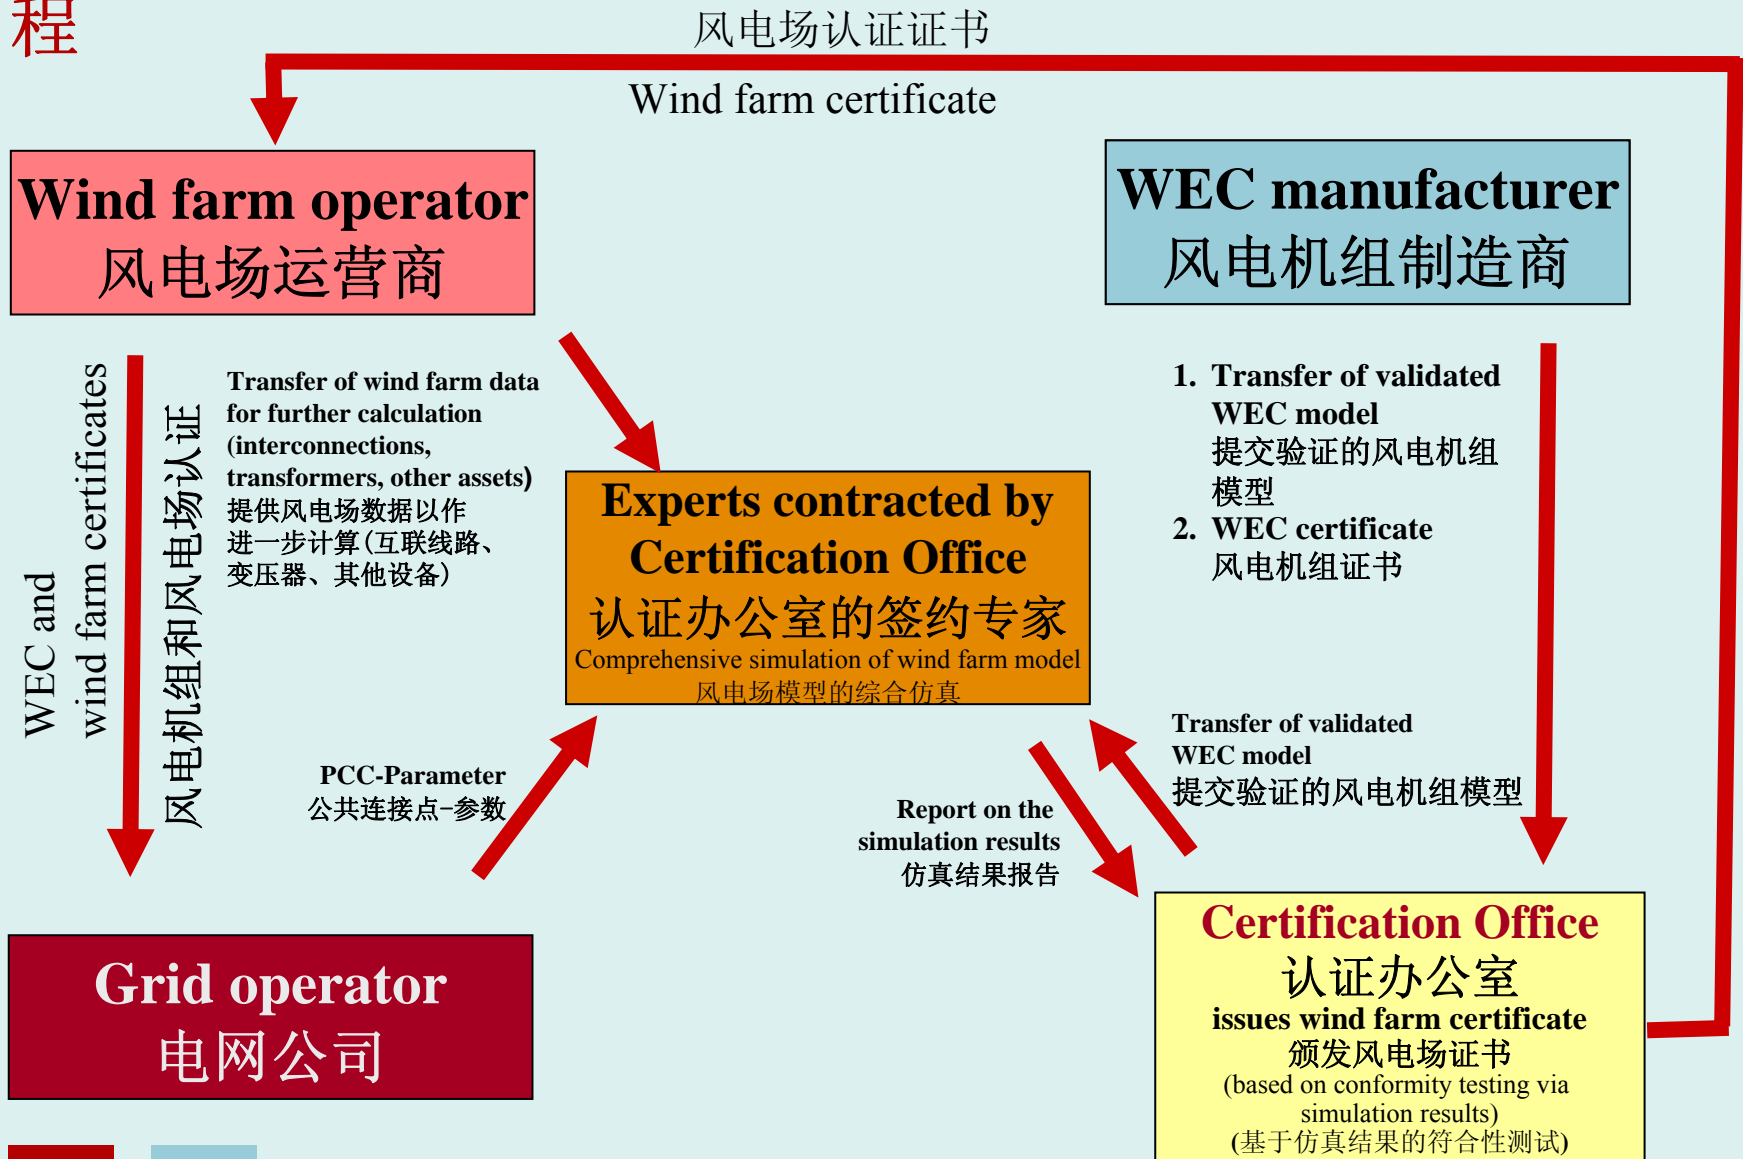 程
风电场认证证书
Wind farm certificate
Wind farm operator
风电场运营商
WEC manufacturer
风电机组制造商
WEC and
wind farm certificates
风电机组和风电场认证
Transfer of wind farm data
for further calculation
(interconnections,
transformers, other assets)
提供风电场数据以作
进一步计算(互联线路、
变压器、其他设备)
1. Transfer of validated
WEC model
提交验证的风电机组
模型
2. WEC certificate
风电机组证书
Experts contracted by
Certification Office
认证办公室的签约专家
Comprehensive simulation of wind farm model
风电场模型的综合仿真
PCC-Parameter
公共连接点-参数
Transfer of validated
WEC model
提交验证的风电机组模型
Report on the
simulation results
仿真结果报告
Grid operator
电网公司
Certification Office
认证办公室
issues wind farm certificate
颁发风电场证书
(based on conformity testing via
simulation results)
(基于仿真结果的符合性测试)